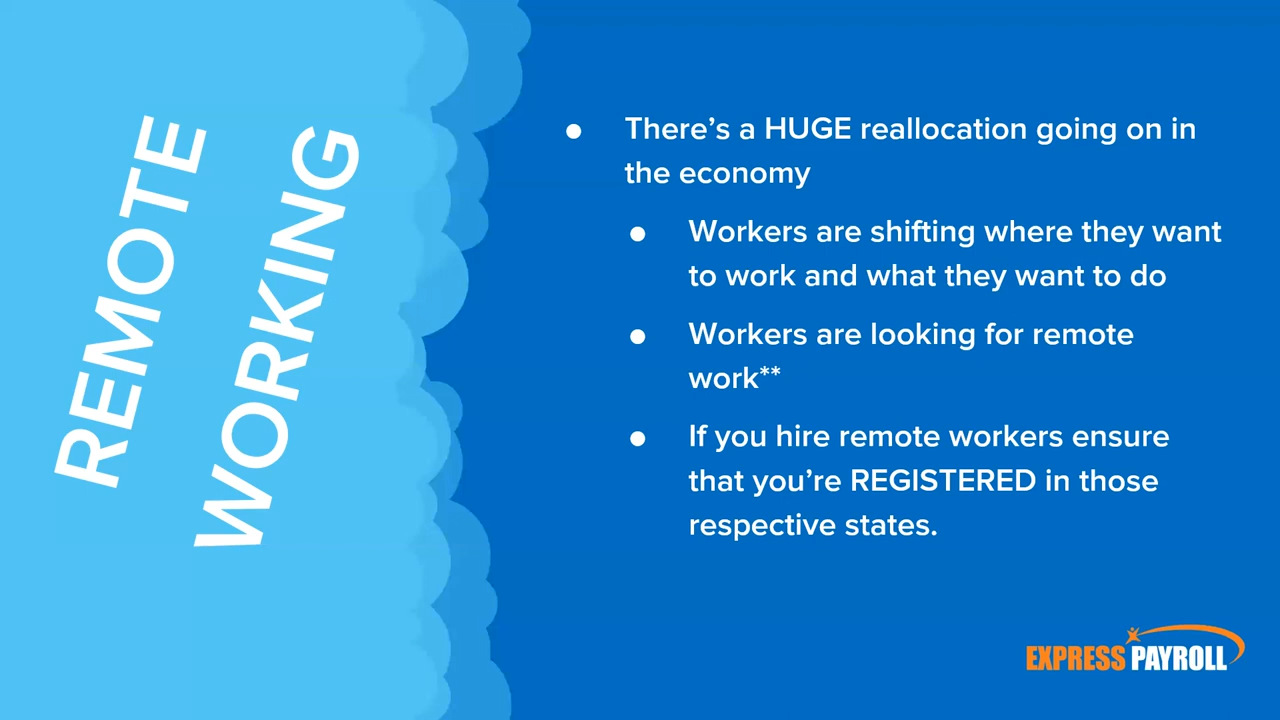 REMOTE
WORKING
● There’s a HUGE reallocation going on in
the economy
● Workers are shifting where they want
to work and what they want to do
● Workers are looking for remote
work**
● If you hire remote workers ensure
that you’re REGISTERED in those
respective states.
EXPRESS PAYROLL